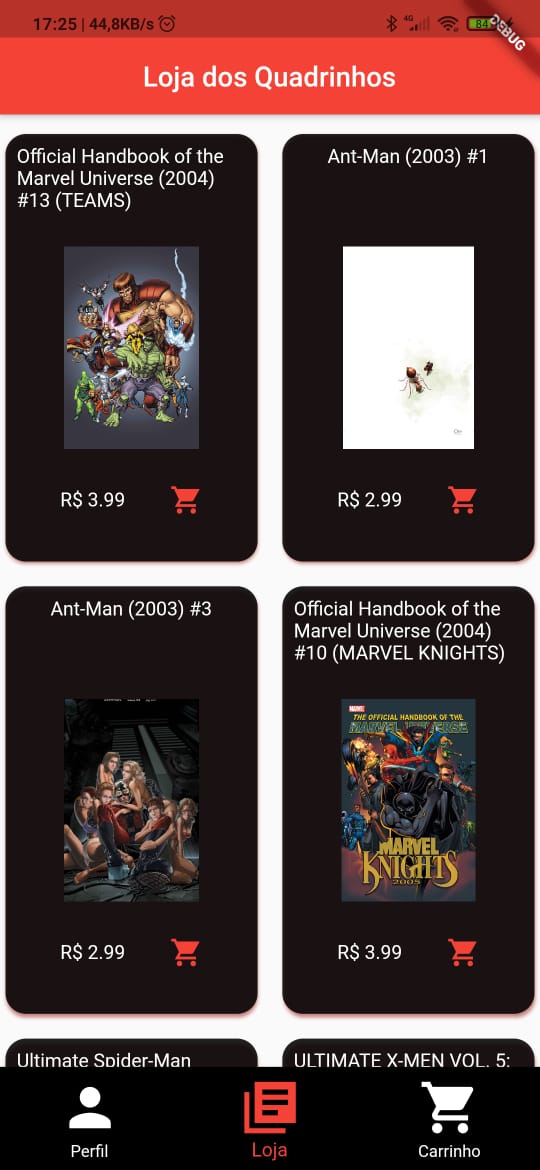 17:25 | 44,8KB/s
4G
84
DEBUG
Loja dos Quadrinhos
Official Handbook of the
Marvel Universe (2004)
#13 (TEAMS)
Ant-Man (2003) #1
R$ 3.99
R$ 2.99
Ant-Man (2003) #3
Official Handbook of the
Marvel Universe (2004)
#10 (MARVEL KNIGHTS)
MARVEL
THE OFFICIAL HANDBOOK OF THE
MARVEL UNIVERSE
MARVEL
KNIGHTS
2005
R$ 2.99
R$ 3.99
Ultimate Spider-Man
ULTIMATE X-MEN VOL. 5:
Perfil
Loja
Carrinho